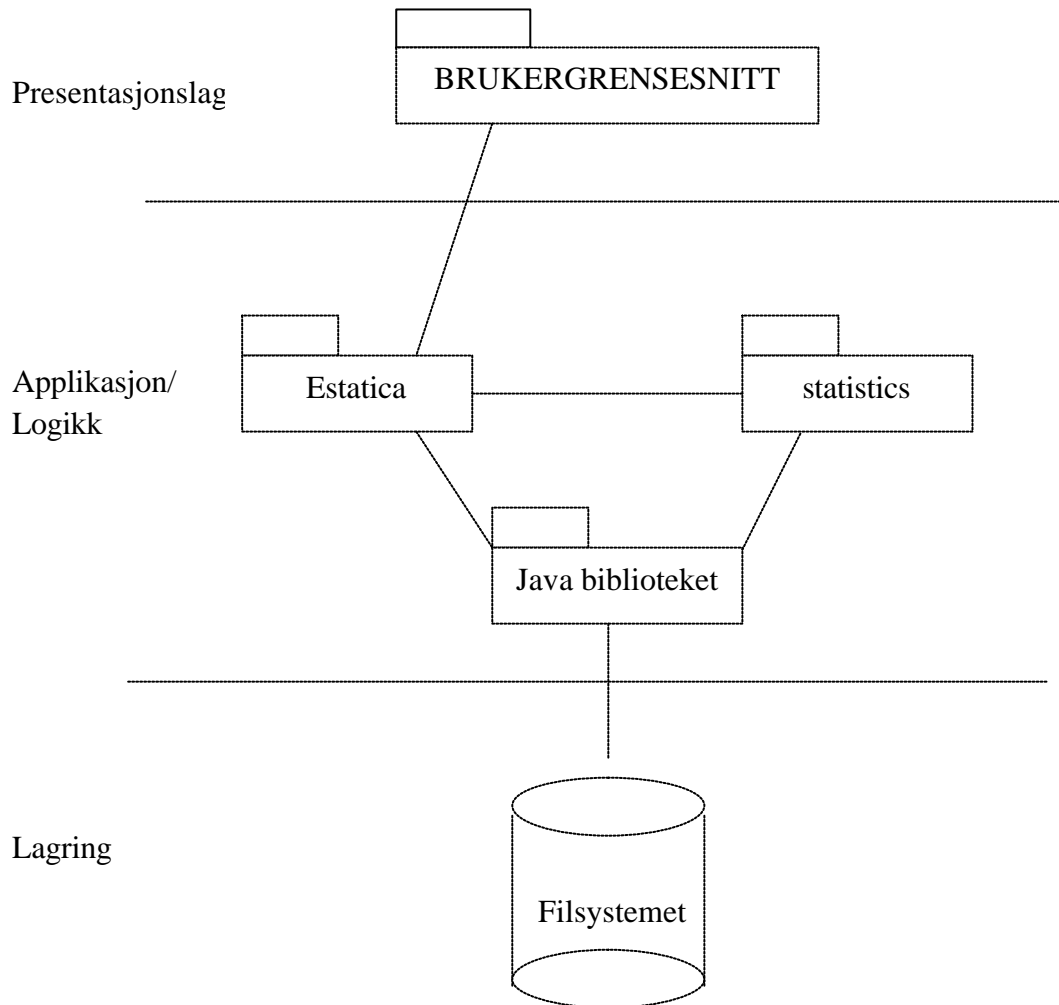 BRUKERGRENSESNITT
Presentasjonslag
Applikasjon/
Logikk
Estatica
statistics
Java biblioteket
Lagring
Filsystemet